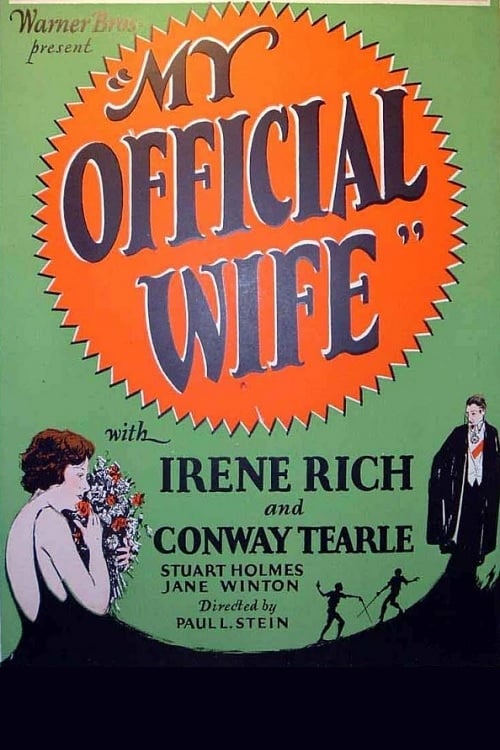 Warner Bros
present
"MY
OFFICIAL
WIFE"
with
IRENE RICH
and
CONWAY TEARLE
STUART HOLMES
JANE WINTON
Directed by
PAUL L. STEIN